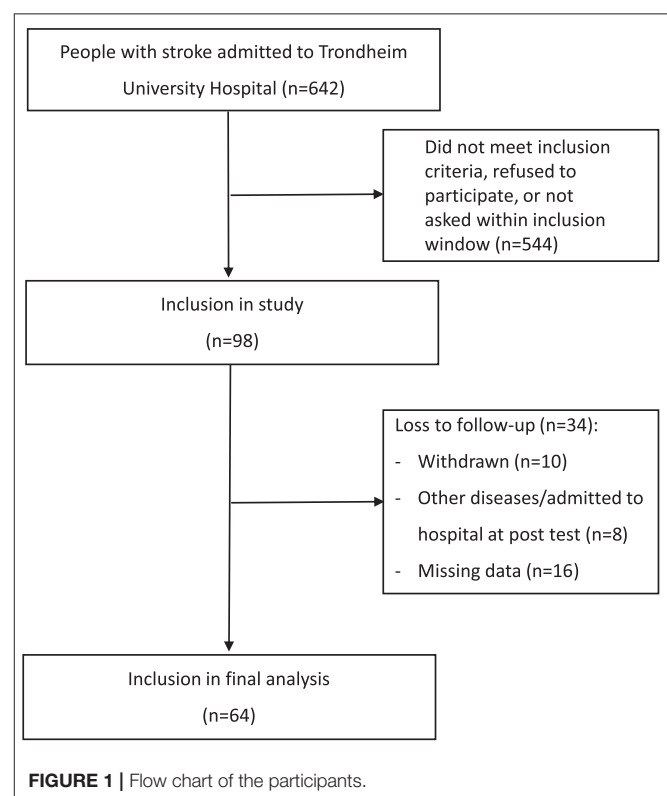 People with stroke admitted to Trondheim
University Hospital (n=642)
Did not meet inclusion
criteria, refused to
participate, or not
asked within inclusion
window (n=544)
Inclusion in study
(n=98)
Loss to follow-up (n=34):
- Withdrawn (n=10)
- Other diseases/admitted to
hospital at post test (n=8)
- Missing data (n=16)
Inclusion in final analysis
(n=64)
FIGURE 1 | Flow chart of the participants.